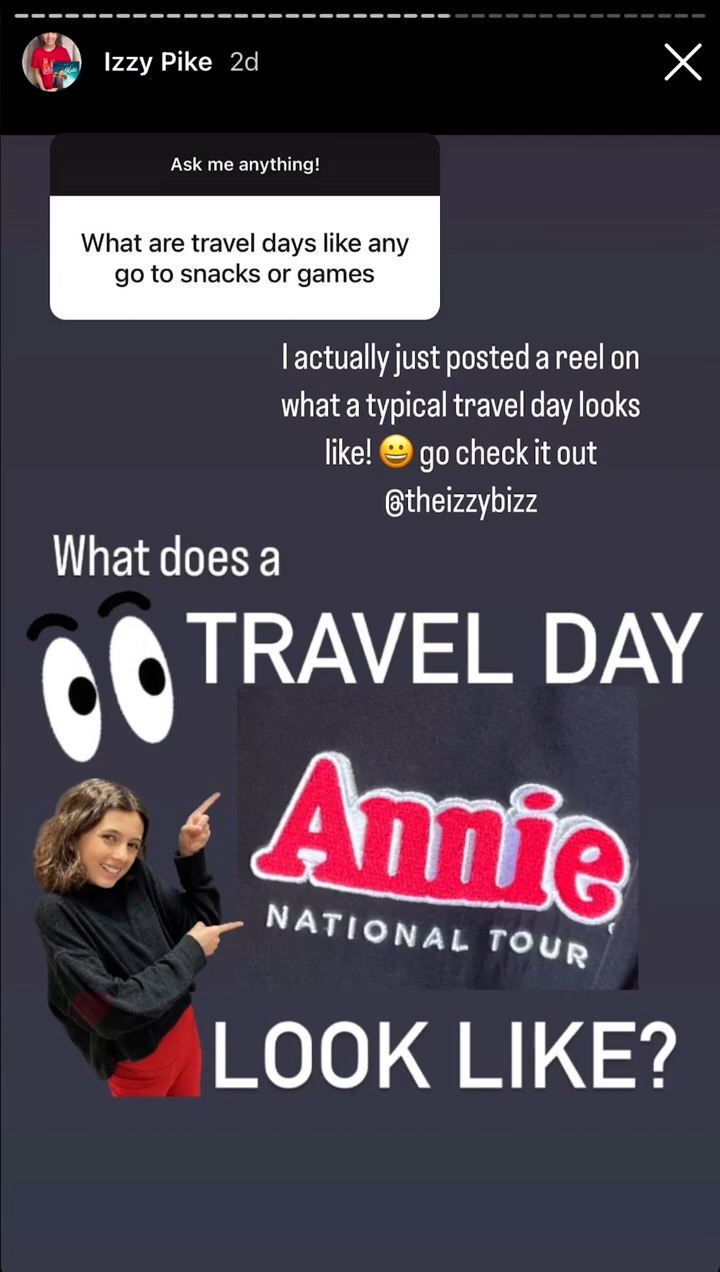 Izzy Pike 2d
Ask me anything!
What are travel days like any
go to snacks or games
I actually just posted a reel on
what a typical travel day looks
like! 😀 go check it out
@theizzybizz
What does a
TRAVEL DAY
Annie
NATIONAL TOUR
LOOK LIKE?